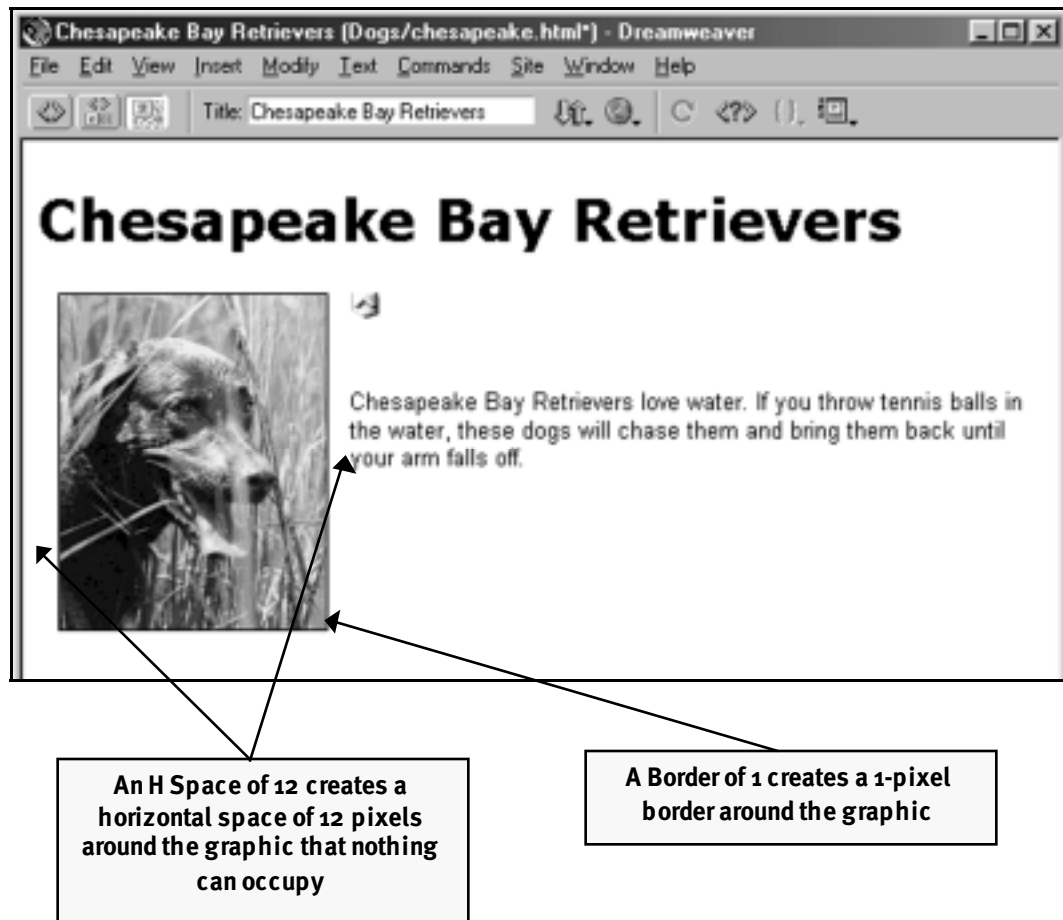 Chesapeake Bay Retrievers (Dogs/chesapeake.html*) - Dreamweaver
File Edit View Insert Modify Text Commands Site Window Help
Title: Chesapeake Bay Retrievers
Chesapeake Bay Retrievers
Chesapeake Bay Retrievers love water. If you throw tennis balls in
the water, these dogs will chase them and bring them back until
your arm falls off.
An H Space of 12 creates a
horizontal space of 12 pixels
around the graphic that nothing
can occupy
A Border of 1 creates a 1-pixel
border around the graphic